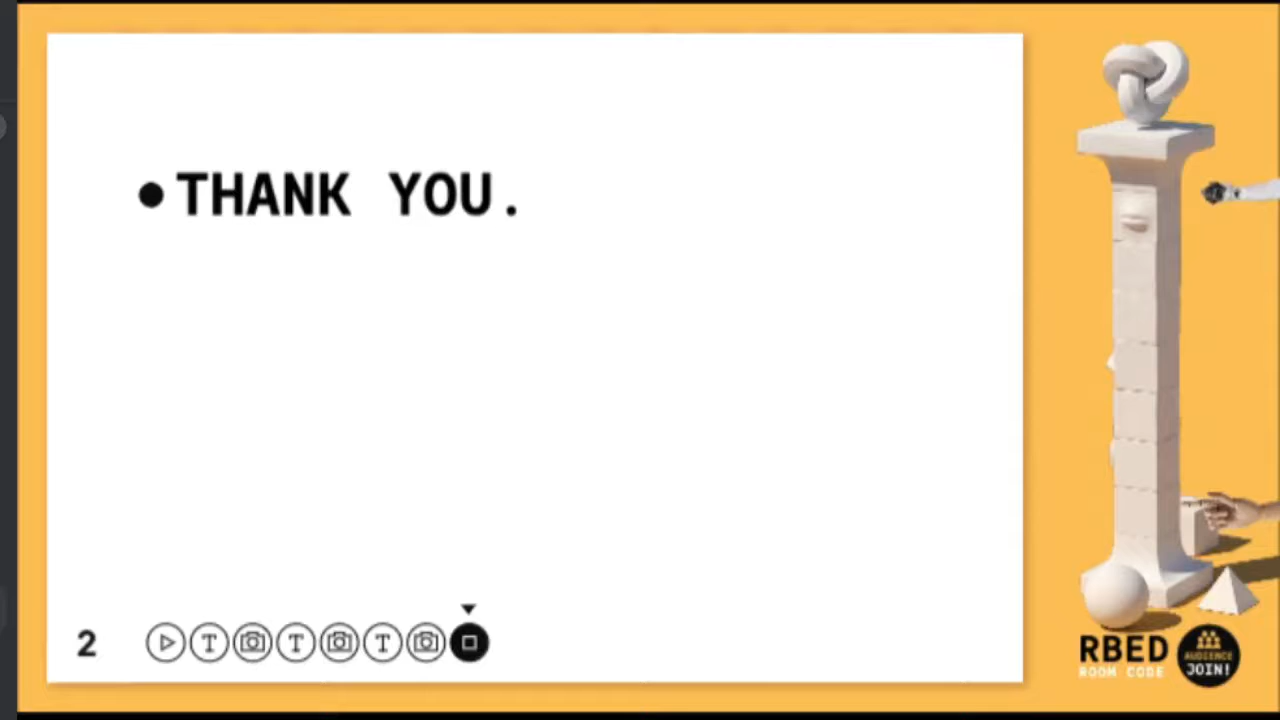 THANK YOU.
2
T T T
RBED
ROOM CODE
AUDIENCE
JOIN!